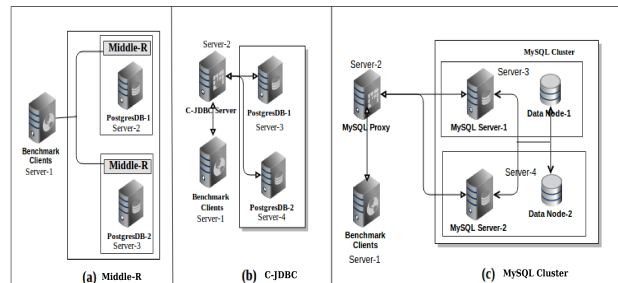 Middle-R
PostgresDB-1
Server-2
Benchmark
Clients
Server-1
Middle-R
PostgresDB-2
Server-3
(a) Middle-R
Server-2
C-JDBC Server
PostgresDB-1
Server-3
Benchmark
Clients
Server-1
PostgresDB-2
Server-4
(b) C-JDBC
MySQL Cluster
Server-2
MySQL Proxy
Server-3
MySQL Server-1
Data Node-1
Server-4
MySQL Server-2
Data Node-2
Benchmark
Clients
Server-1
(c) MySQL Cluster